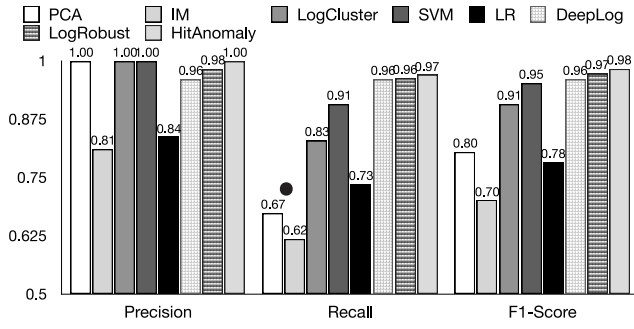 PCA IM LogCluster SVM LR DeepLog
LogRobust HitAnomaly
1.00 1.00 1.00 0.96 0.98 1.00 0.96 0.96 0.97 0.96 0.97 0.98
1 0.81 0.84 0.83 0.91 0.91 0.95
0.875 0.80 0.78
0.75 0.67 0.62 0.73 0.70
0.625
0.5
Precision Recall F1-Score